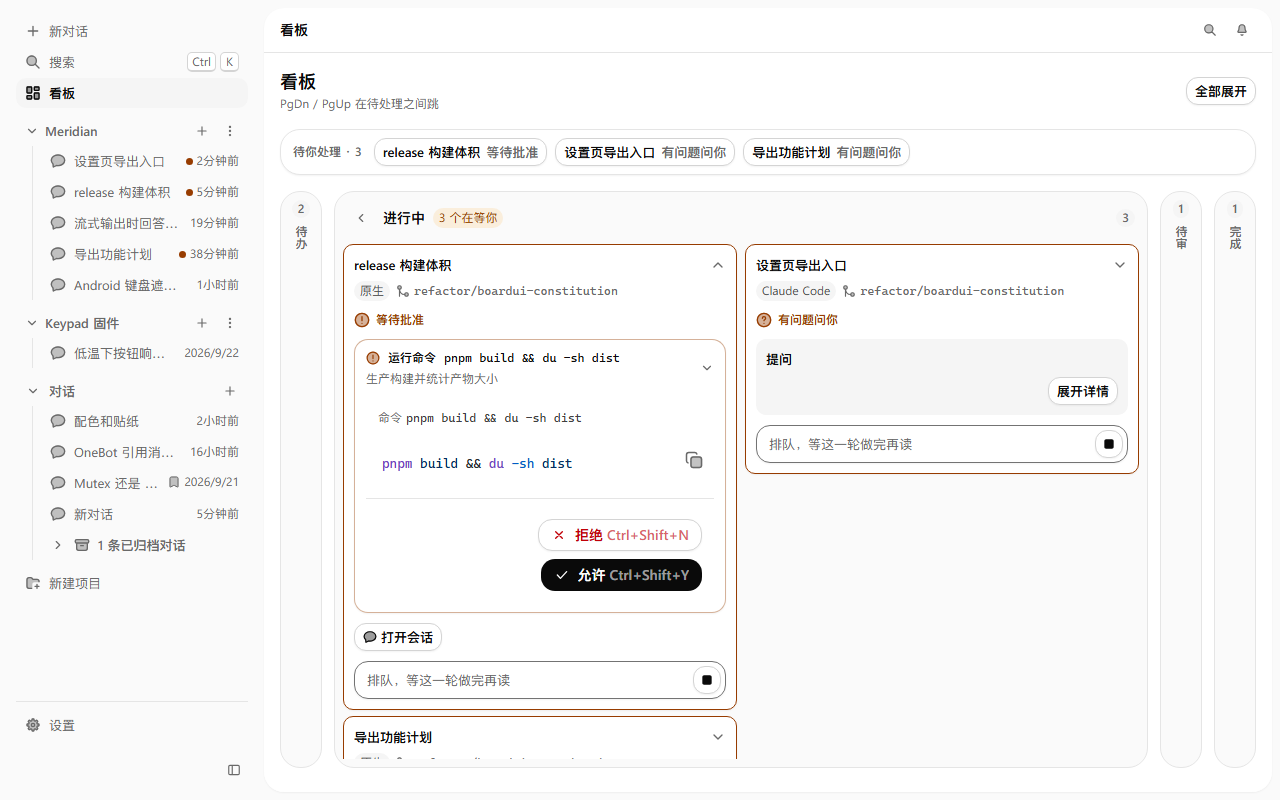 新对话
搜索 Ctrl K
看板
Meridian
设置页导出入口 2分钟前
release 构建体积 5分钟前
流式输出时回答… 19分钟前
导出功能计划 38分钟前
Android 键盘遮… 1小时前
Keypad 固件
低温下按钮响… 2026/9/22
对话
配色和贴纸 2小时前
OneBot 引用消… 16小时前
Mutex 还是 … 2026/9/21
新对话 5分钟前
1 条已归档对话
新建项目
设置
看板
看板
PgDn / PgUp 在待处理之间跳
全部展开
待你处理 · 3
release 构建体积 等待批准
设置页导出入口 有问题问你
导出功能计划 有问题问你
2
待办
进行中 3 个在等你 3
release 构建体积
原生 refactor/boardui-constitution
等待批准
运行命令 pnpm build && du -sh dist
生产构建并统计产物大小
命令 pnpm build && du -sh dist
pnpm build && du -sh dist
拒绝 Ctrl+Shift+N
允许 Ctrl+Shift+Y
打开会话
排队，等这一轮做完再读
导出功能计划
设置页导出入口
Claude Code refactor/boardui-constitution
有问题问你
提问
展开详情
排队，等这一轮做完再读
1
待审
1
完成